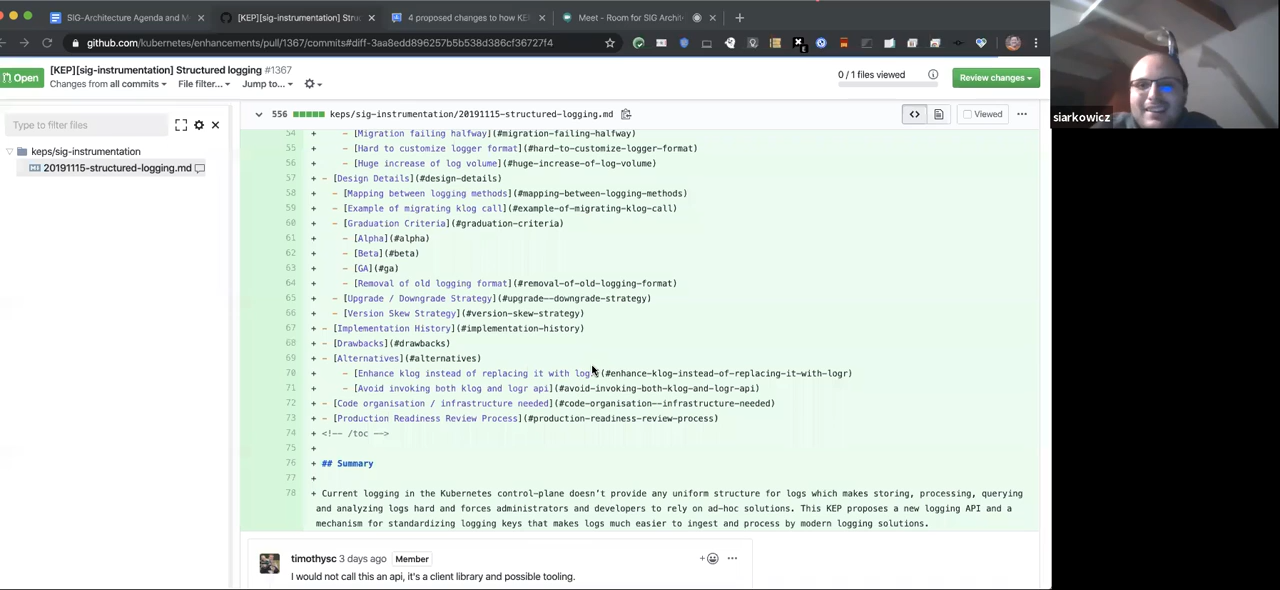 SIG-Architecture Agenda and M
[KEP][sig-instrumentation] Stru
4 proposed changes to how KE
Meet - Room for SIG Archit
github.com/kubernetes/enhancements/pull/1367/commits#diff-3aa8edd896257b5b538d386cf36727f4
Open
[KEP][sig-instrumentation] Structured logging #1367
Changes from all commits
File filter...
Jump to...
0 / 1 files viewed
Review changes
siarkowicz
Type to filter files
keps/sig-instrumentation
20191115-structured-logging.md
556
keps/sig-instrumentation/20191115-structured-logging.md
Viewed
54 + - [Migration failing halfway](#migration-failing-halfway)
55 + - [Hard to customize logger format](#hard-to-customize-logger-format)
56 + - [Huge increase of log volume](#huge-increase-of-log-volume)
57 + - [Design Details](#design-details)
58 + - [Mapping between logging methods](#mapping-between-logging-methods)
59 + - [Example of migrating klog call](#example-of-migrating-klog-call)
60 + - [Graduation Criteria](#graduation-criteria)
61 + - [Alpha](#alpha)
62 + - [Beta](#beta)
63 + - [GA](#ga)
64 + - [Removal of old logging format](#removal-of-old-logging-format)
65 + - [Upgrade / Downgrade Strategy](#upgrade--downgrade-strategy)
66 + - [Version Skew Strategy](#version-skew-strategy)
67 + - [Implementation History](#implementation-history)
68 + - [Drawbacks](#drawbacks)
69 + - [Alternatives](#alternatives)
70 + - [Enhance klog instead of replacing it with (#enhance-klog-instead-of-replacing-it-with-logr)
71 + - [Avoid invoking both klog and logr api](#avoid-invoking-both-klog-and-logr-api)
72 + - [Code organisation / infrastructure needed](#code-organisation--infrastructure-needed)
73 + - [Production Readiness Review Process](#production-readiness-review-process)
74 + <!-- /toc -->
75 +
76 + ## Summary
77 +
78 + Current logging in the Kubernetes control-plane doesn't provide any uniform structure for logs which makes storing, processing, querying
and analyzing logs hard and forces administrators and developers to rely on ad-hoc solutions. This KEP proposes a new logging API and a
mechanism for standardizing logging keys that makes logs much easier to ingest and process by modern logging solutions.
timothysc 3 days ago Member
I would not call this an api, it's a client library and possible tooling.